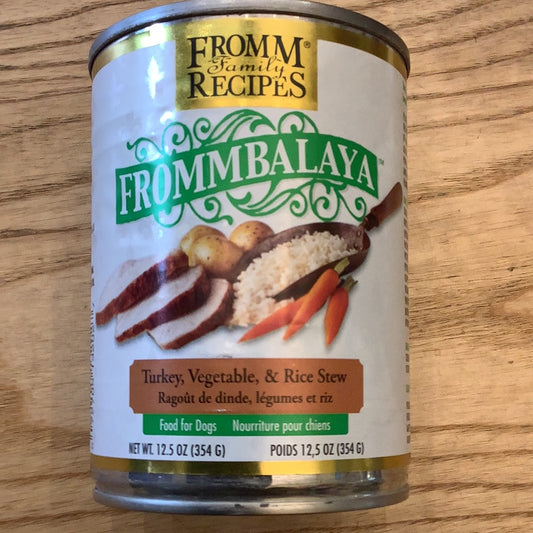 FROMM®
Family
RECIPES
FROMMBALAYA™
Turkey, Vegetable, & Rice Stew
Ragoût de dinde, légumes et riz
Food for Dogs Nourriture pour chiens
NET WT. 12.5 OZ (354 G) POIDS 12,5 OZ (354 G)